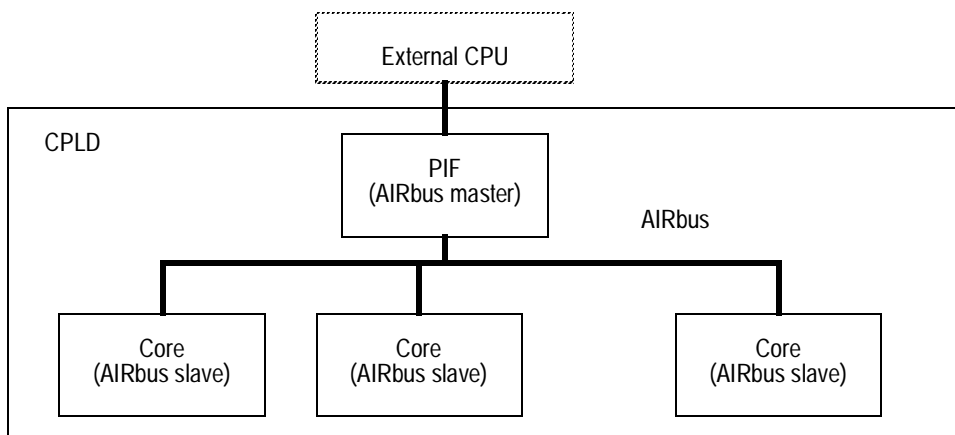 External CPU
CPLD
PIF
(AIRbus master)
AIRbus
Core
(AIRbus slave)
Core
(AIRbus slave)
Core
(AIRbus slave)